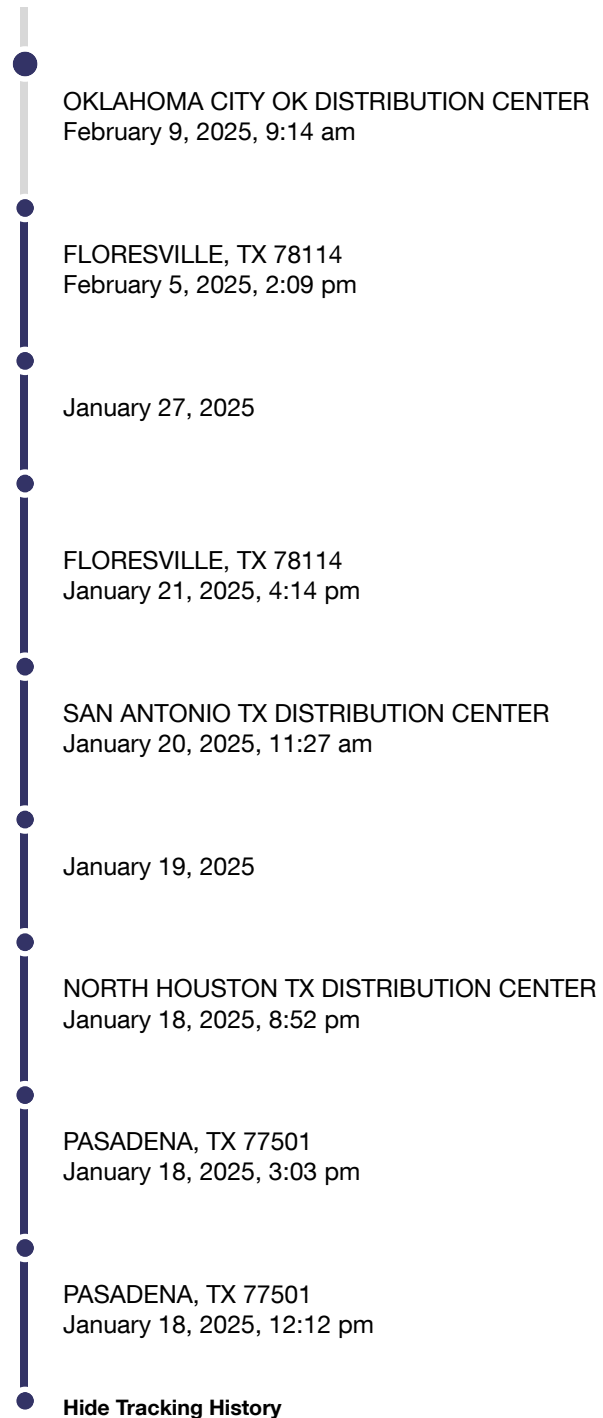 OKLAHOMA CITY OK DISTRIBUTION CENTER
February 9, 2025, 9:14 am
FLORESVILLE, TX 78114
February 5, 2025, 2:09 pm
January 27, 2025
FLORESVILLE, TX 78114
January 21, 2025, 4:14 pm
SAN ANTONIO TX DISTRIBUTION CENTER
January 20, 2025, 11:27 am
January 19, 2025
NORTH HOUSTON TX DISTRIBUTION CENTER
January 18, 2025, 8:52 pm
PASADENA, TX 77501
January 18, 2025, 3:03 pm
PASADENA, TX 77501
January 18, 2025, 12:12 pm
Hide Tracking History